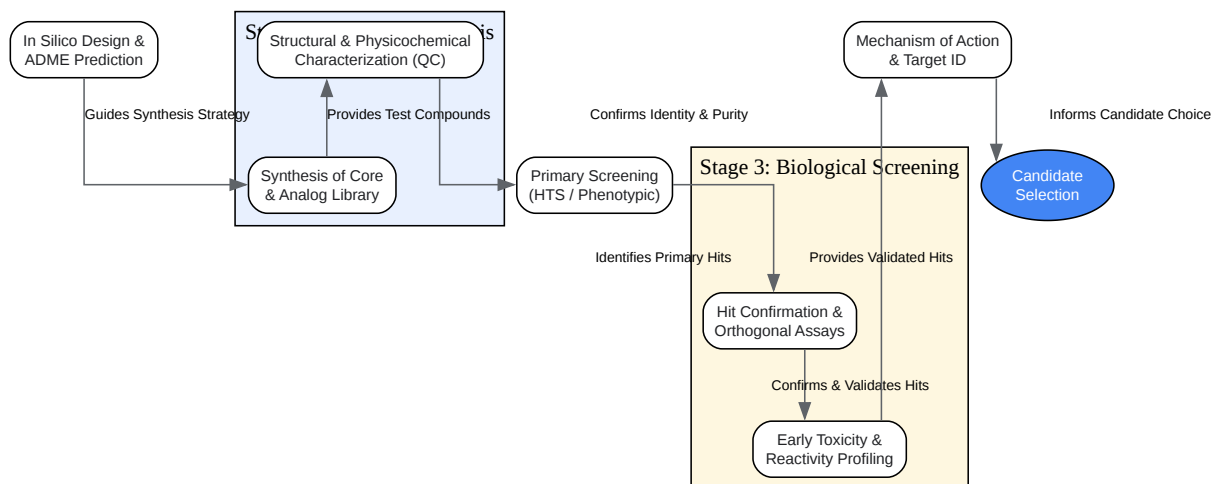 In Silico Design &
ADME Prediction
Guides Synthesis Strategy
Structural & Physicochemical
Characterization (QC)
Provides Test Compounds
Synthesis of Core
& Analog Library
Confirms Identity & Purity
Primary Screening
(HTS / Phenotypic)
Identifies Primary Hits
Stage 3: Biological Screening
Hit Confirmation &
Orthogonal Assays
Confirms & Validates Hits
Early Toxicity &
Reactivity Profiling
Provides Validated Hits
Mechanism of Action
& Target ID
Informs Candidate Choice
Candidate
Selection